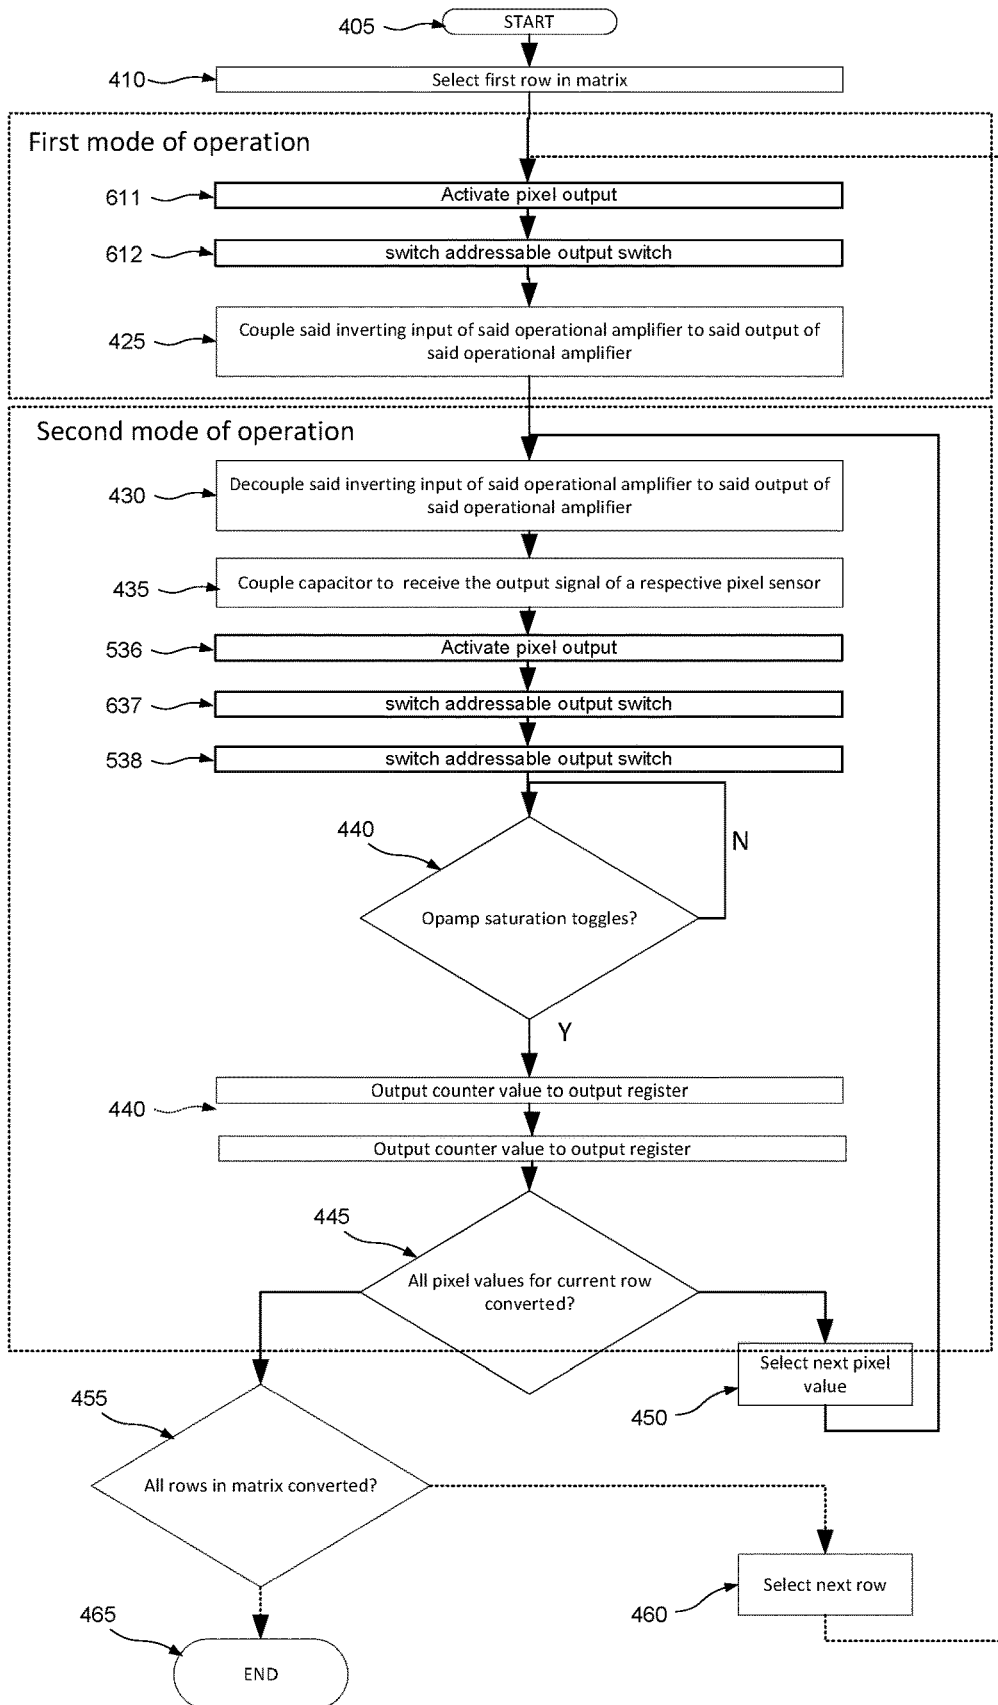 405
START
410
Select first row in matrix
First mode of operation
611
Activate pixel output
612
switch addressable output switch
425
Couple said inverting input of said operational amplifier to said output of
said operational amplifier
Second mode of operation
430
Decouple said inverting input of said operational amplifier to said output of
said operational amplifier
435
Couple capacitor to receive the output signal of a respective pixel sensor
536
Activate pixel output
637
switch addressable output switch
538
switch addressable output switch
440
N
Opamp saturation toggles?
Y
Output counter value to output register
440
Output counter value to output register
445
All pixel values for current row
converted?
Select next pixel
value
450
455
All rows in matrix converted?
Select next row
460
465
END